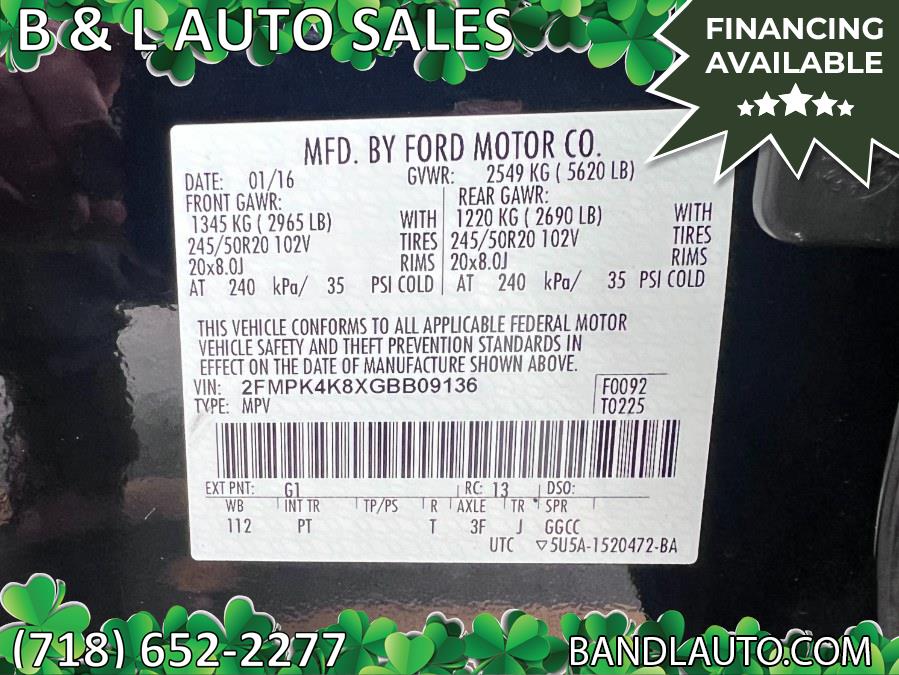 B & L AUTO SALES
FINANCING
AVAILABLE
MFD. BY FORD MOTOR CO.
DATE: 01/16 GVWR: 2549 KG ( 5620 LB)
FRONT GAWR: REAR GAWR:
1345 KG ( 2965 LB) WITH 1220 KG ( 2690 LB) WITH
245/50R20 102V TIRES 245/50R20 102V TIRES
20x8.0J RIMS 20x8.0J RIMS
AT 240 kPa/ 35 PSI COLD AT 240 kPa/ 35 PSI COLD
THIS VEHICLE CONFORMS TO ALL APPLICABLE FEDERAL MOTOR
VEHICLE SAFETY AND THEFT PREVENTION STANDARDS IN
EFFECT ON THE DATE OF MANUFACTURE SHOWN ABOVE.
VIN: 2FMPK4K8XGBB09136 F0092
TYPE: MPV T0225
EXT PNT: G1 RC: 13 DSO:
WB INT TR TP/PS R AXLE TR SPR
112 PT T 3F J GGCC
UTC ▽5U5A-1520472-BA
(718) 652-2277 BANDLAUTO.COM